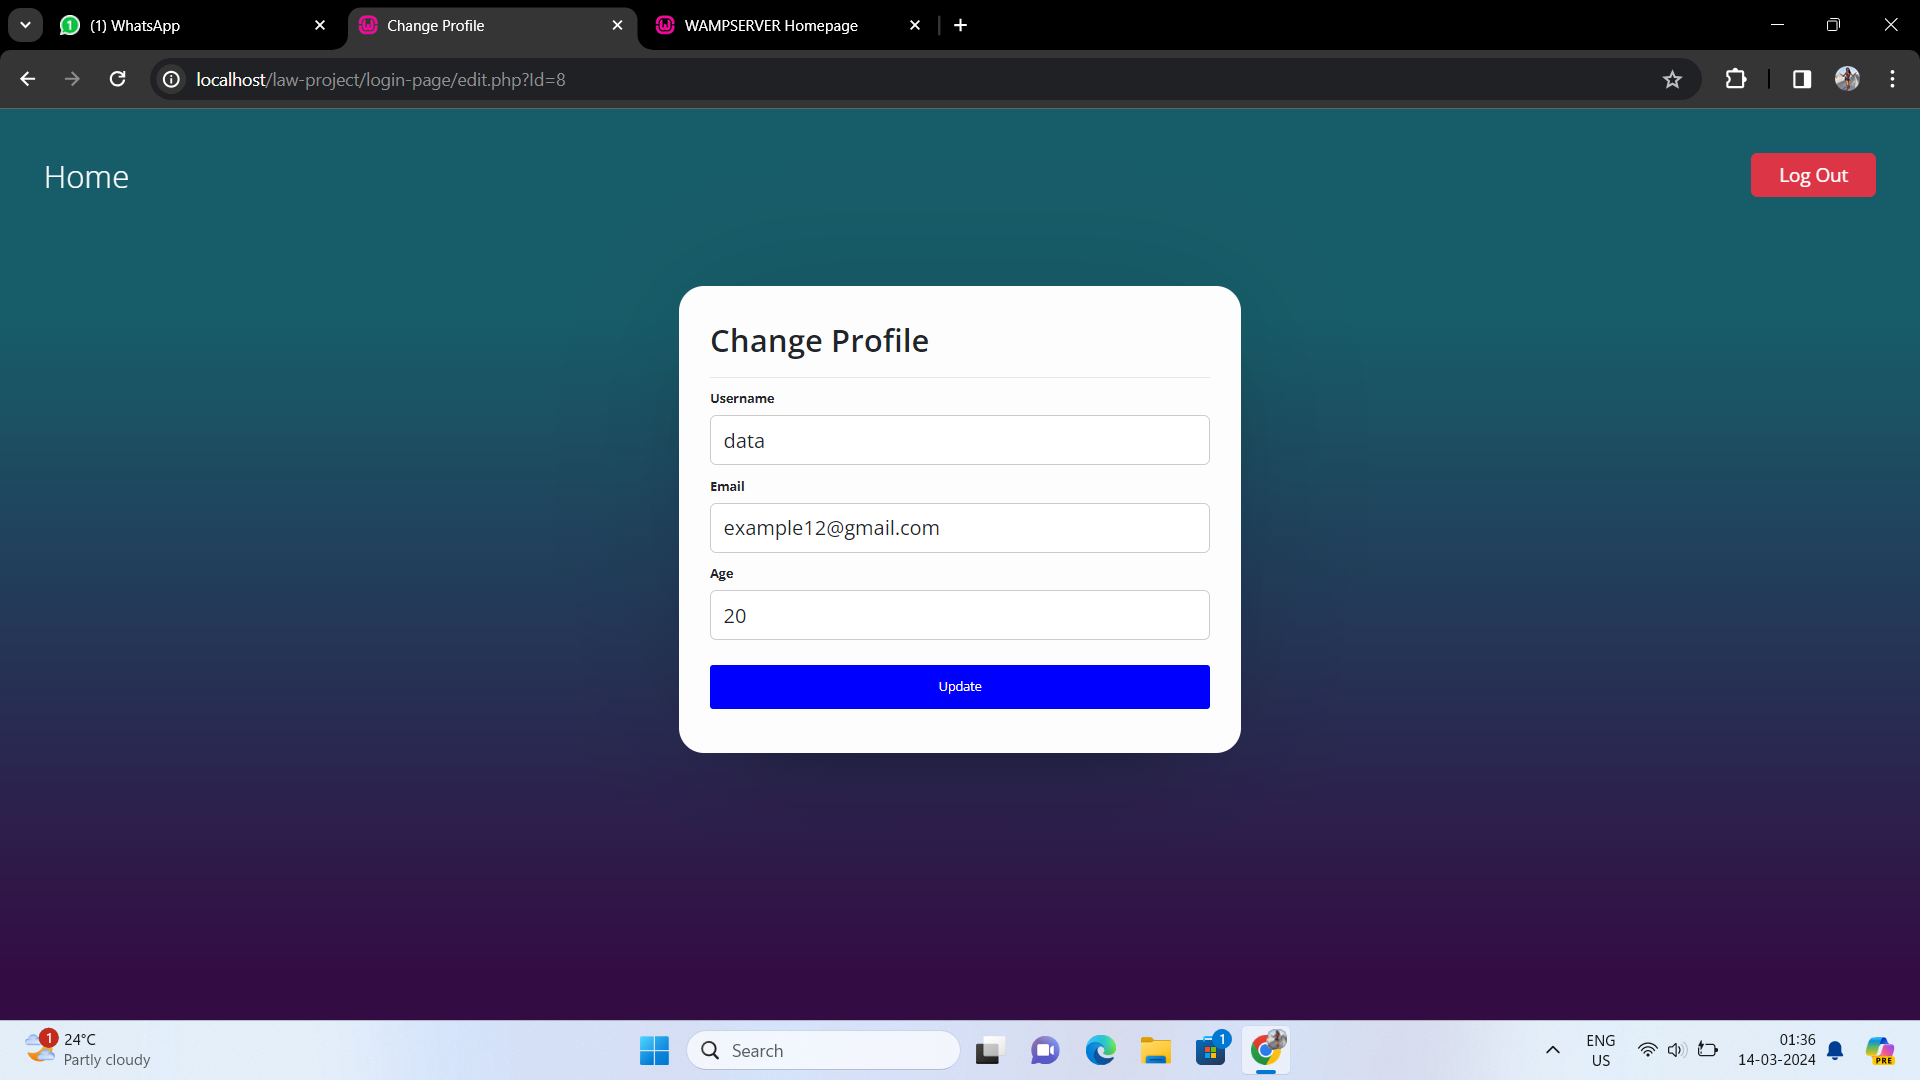 1
(1) WhatsApp
Change Profile
WAMPSERVER Homepage
localhost/law-project/login-page/edit.php?Id=8
Home
Log Out
Change Profile
Username
data
Email
example12@gmail.com
Age
20
Update
1
24°C
Partly cloudy
Search
1
ENG
US
01:36
14-03-2024
PRE